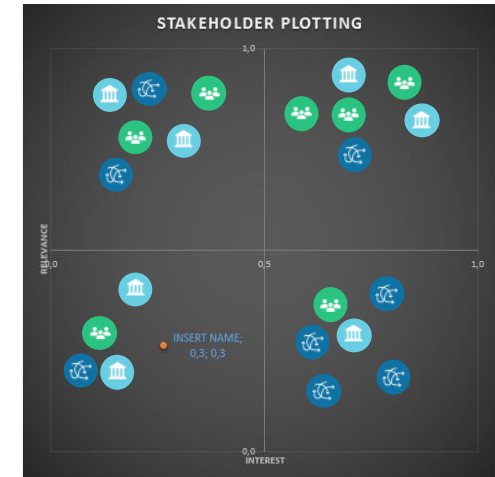 STAKEHOLDER PLOTTING
1,0
RELEVANCE
0,0
0,5
1,0
INSERT NAME;
0,3; 0,3
0,0
INTEREST